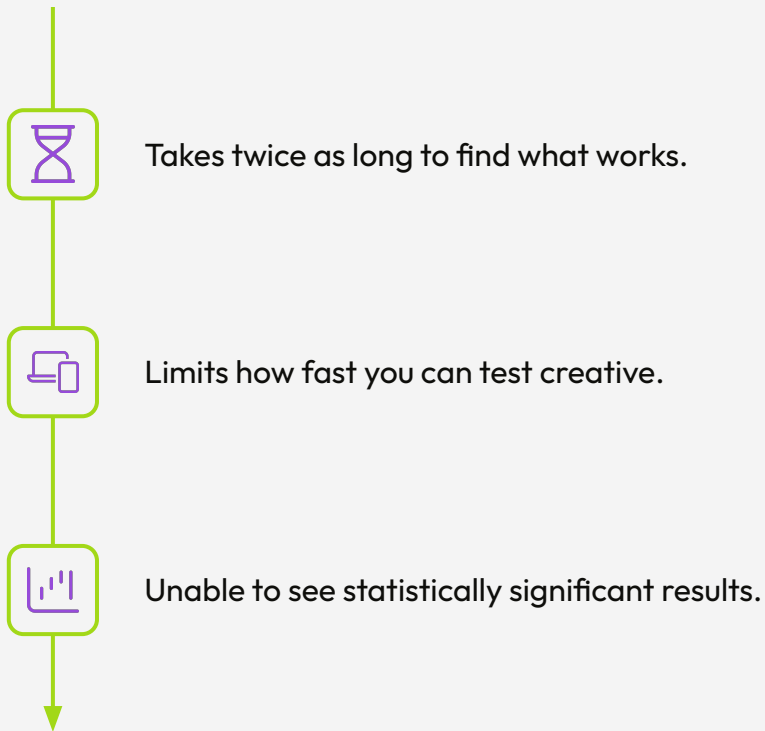 Takes twice as long to find what works.
Limits how fast you can test creative.
Unable to see statistically significant results.